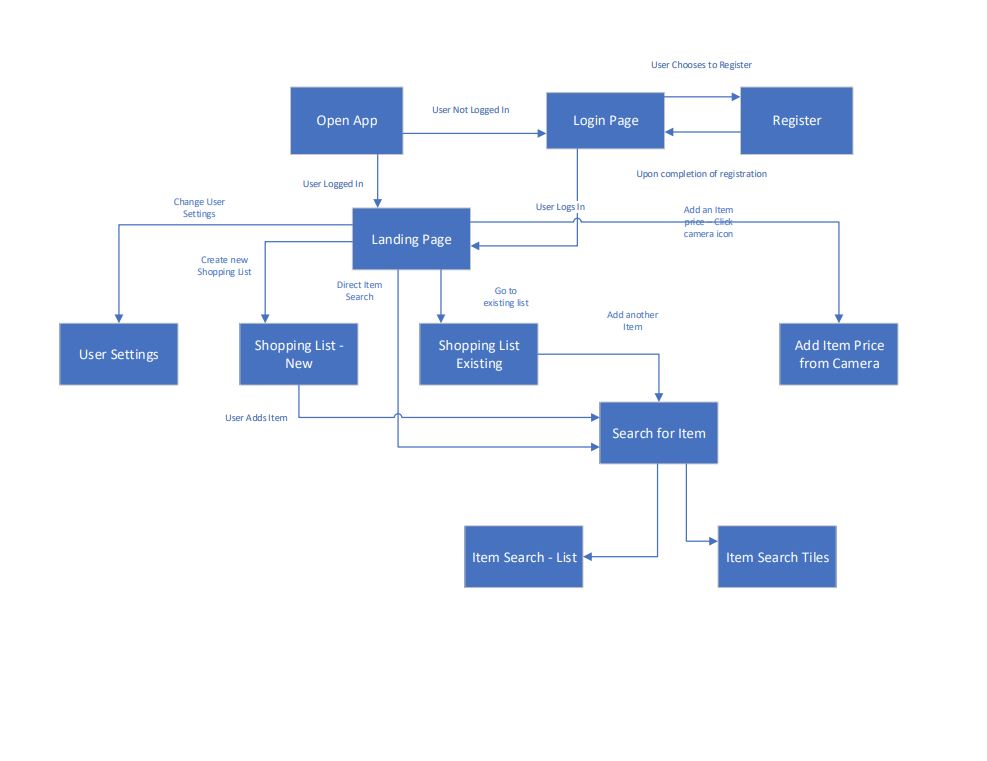 User Chooses to Register
Open App
User Not Logged In
Login Page
Register
User Logged In
Upon completion of registration
Change User
Settings
User Logs In
Add an Item
price – Click
camera icon
Landing Page
Create new
Shopping List
Direct Item
Search
Go to
existing list
Add another
Item
User Settings
Shopping List -
New
Shopping List
Existing
Add Item Price
from Camera
User Adds Item
Search for Item
Item Search - List
Item Search Tiles